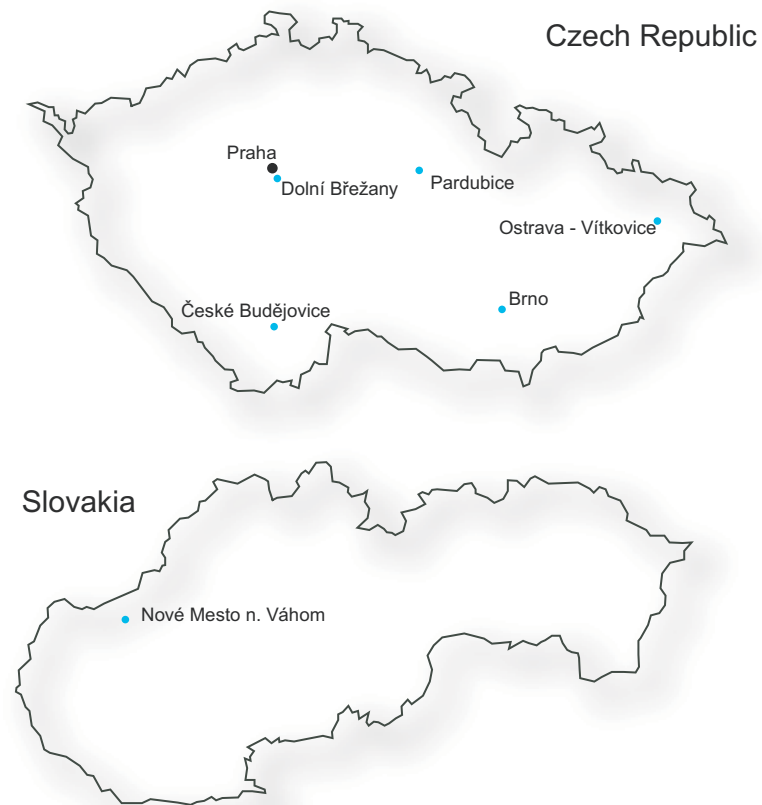 Czech Republic
Praha
Dolní Břežany
Pardubice
Ostrava - Vítkovice
České Budějovice
Brno
Slovakia
Nové Mesto n. Váhom